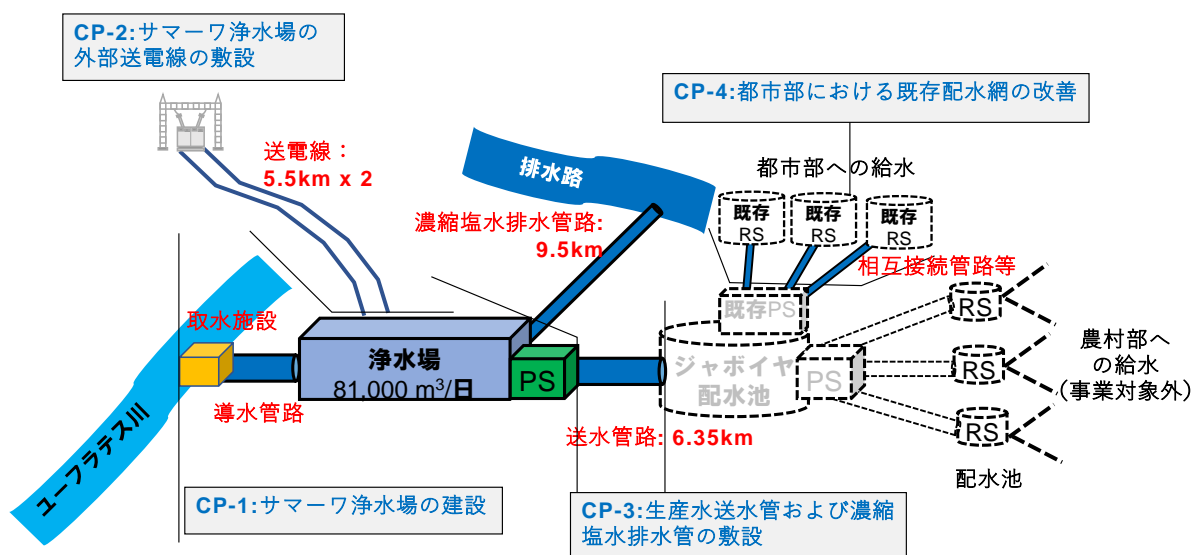 CP-2:サマーワ浄水場の
外部送電線の敷設
CP-4:都市部における既存配水網の改善
送電線：
5.5km x 2
排水路
都市部への給水
既存
RS
既存
RS
既存
RS
濃縮塩水排水管路:
9.5km
相互接続管路等
取水施設
既存PS
RS
浄水場
81,000 m³/日
PS
ジャボイヤ
配水池
PS
RS
農村部へ
の給水
(事業対象外)
導水管路
送水管路: 6.35km
RS
配水池
ユーフラテス川
CP-1:サマーワ浄水場の建設
CP-3:生産水送水管および濃縮
塩水排水管の敷設